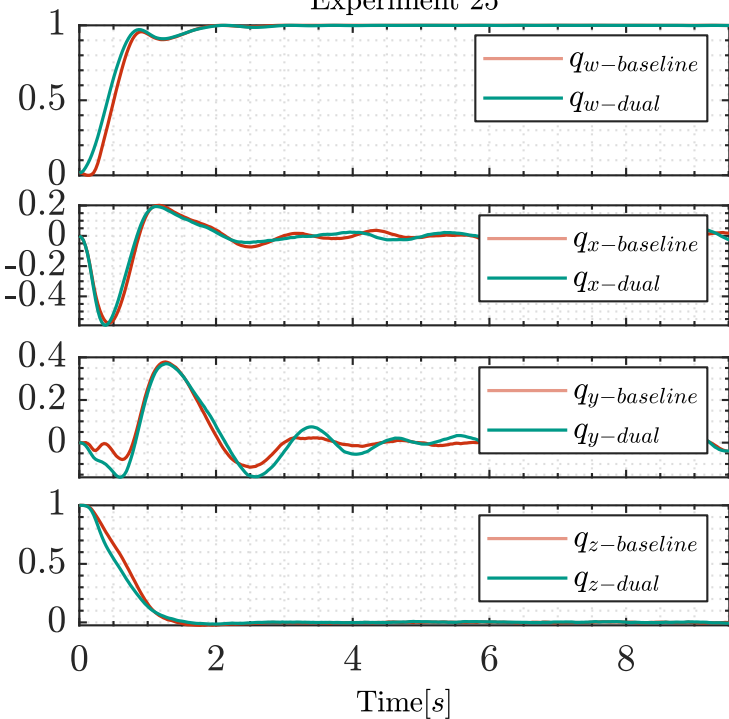 Experiment 25
1
0.5
0
q_{w-baseline}
q_{w-dual}
0.2
0
-0.2
-0.4
q_{x-baseline}
q_{x-dual}
0.4
0.2
0
q_{y-baseline}
q_{y-dual}
1
0.5
0
q_{z-baseline}
q_{z-dual}
0 2 4 6 8
Time[s]